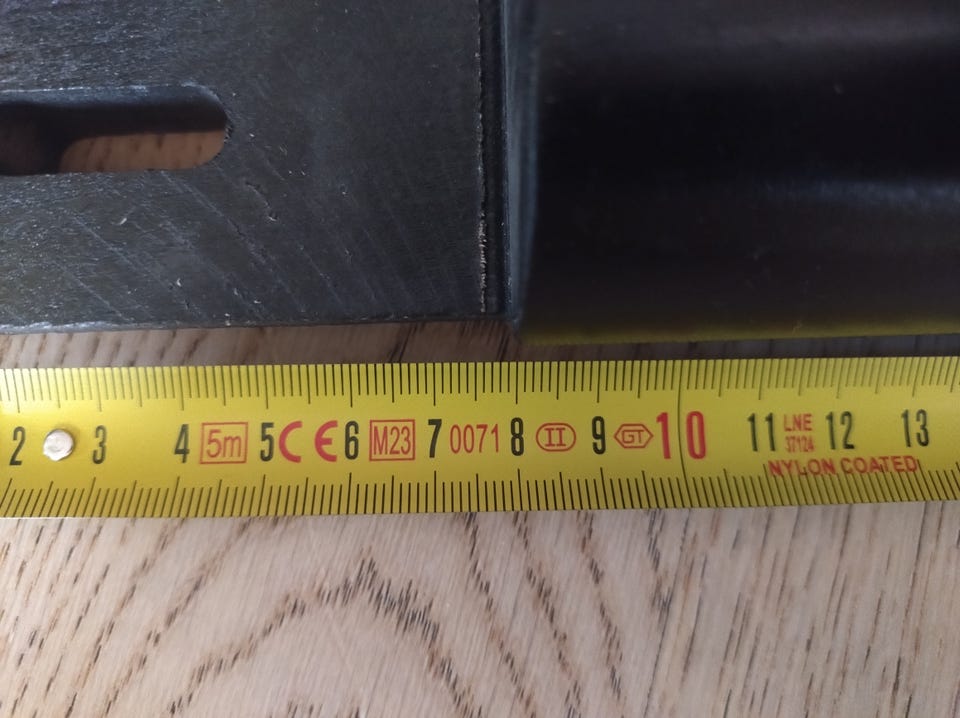 2 3 4 5m 5 CE 6 M23 7 0071 8 II 9 GT 10 11 LNE 12 13
37124
NYLON COATED